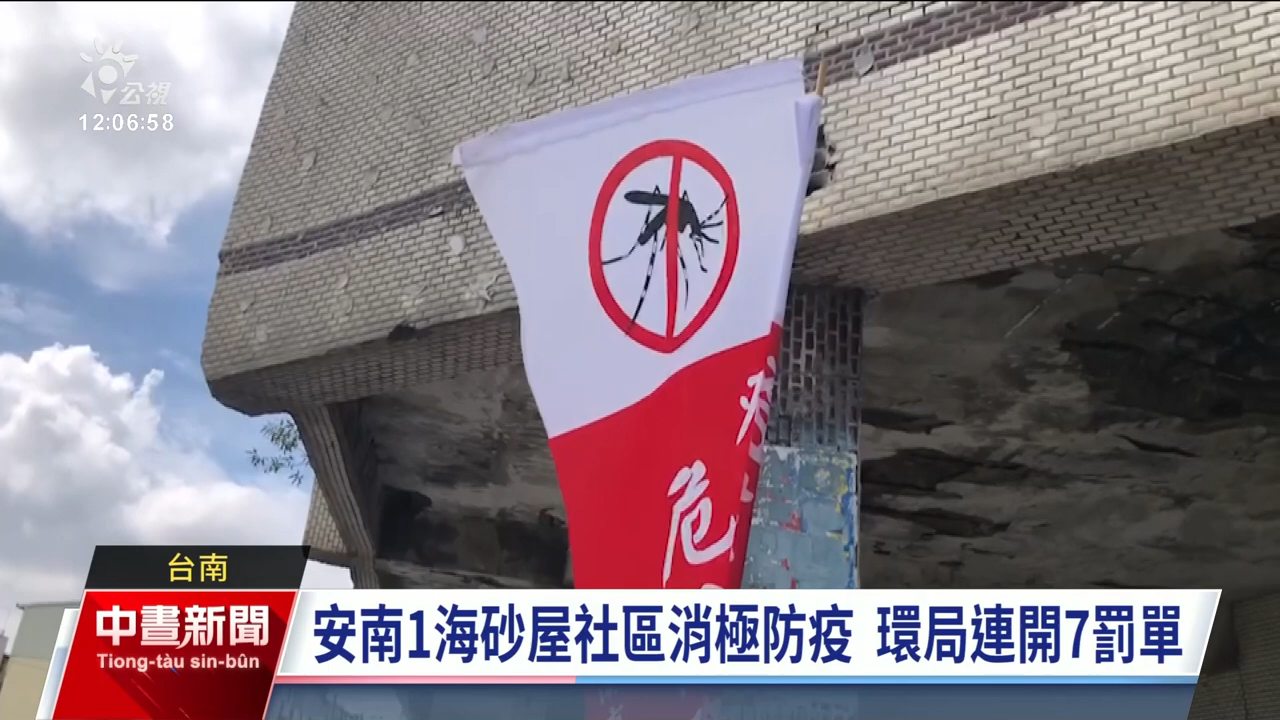 公視
12:06:58
疫
危
台南
中晝新聞
Tiong-tàu sin-bûn
安南1海砂屋社區消極防疫 環局連開7罰單